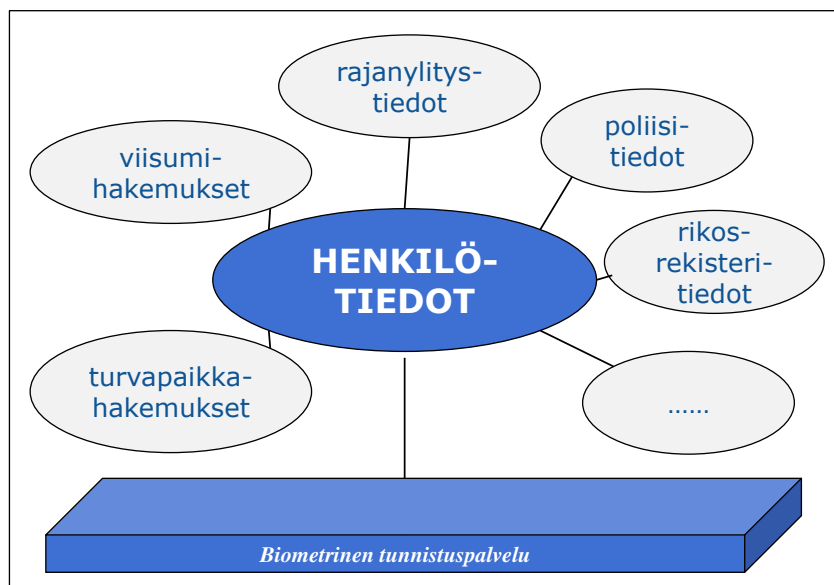 rajanylitys-
tiedot
poliisi-
tiedot
viisumi-
hakemukset
rikos-
rekisteri-
tiedot
HENKILÖ-
TIEDOT
turvapaikka-
hakemukset
......
Biometrinen tunnistuspalvelu